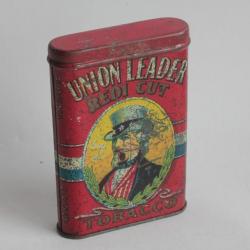 UNION LEADER
REDI CUT
TOBACCO